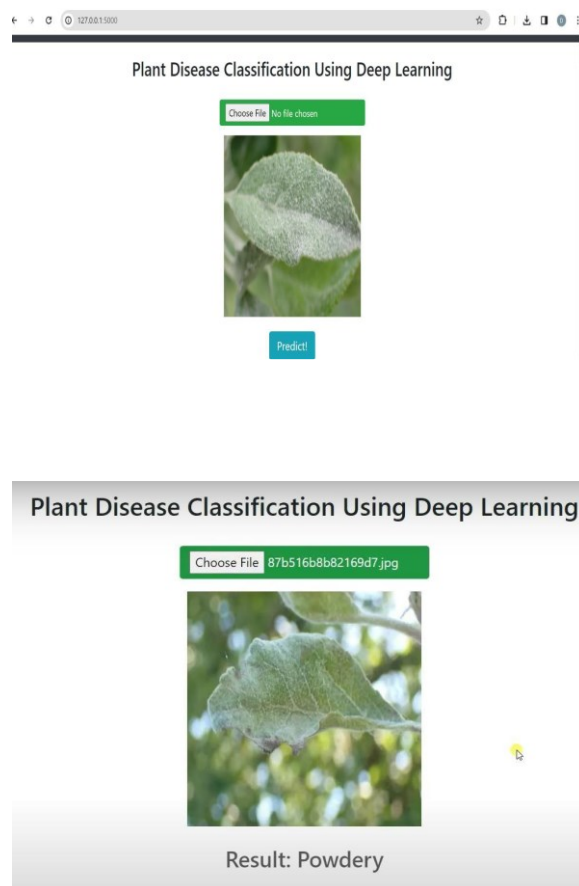 127.0.0.1:5000
Plant Disease Classification Using Deep Learning
Choose File No file chosen
Predict!
Plant Disease Classification Using Deep Learning
Choose File 87b516b8b82169d7.jpg
Result: Powdery